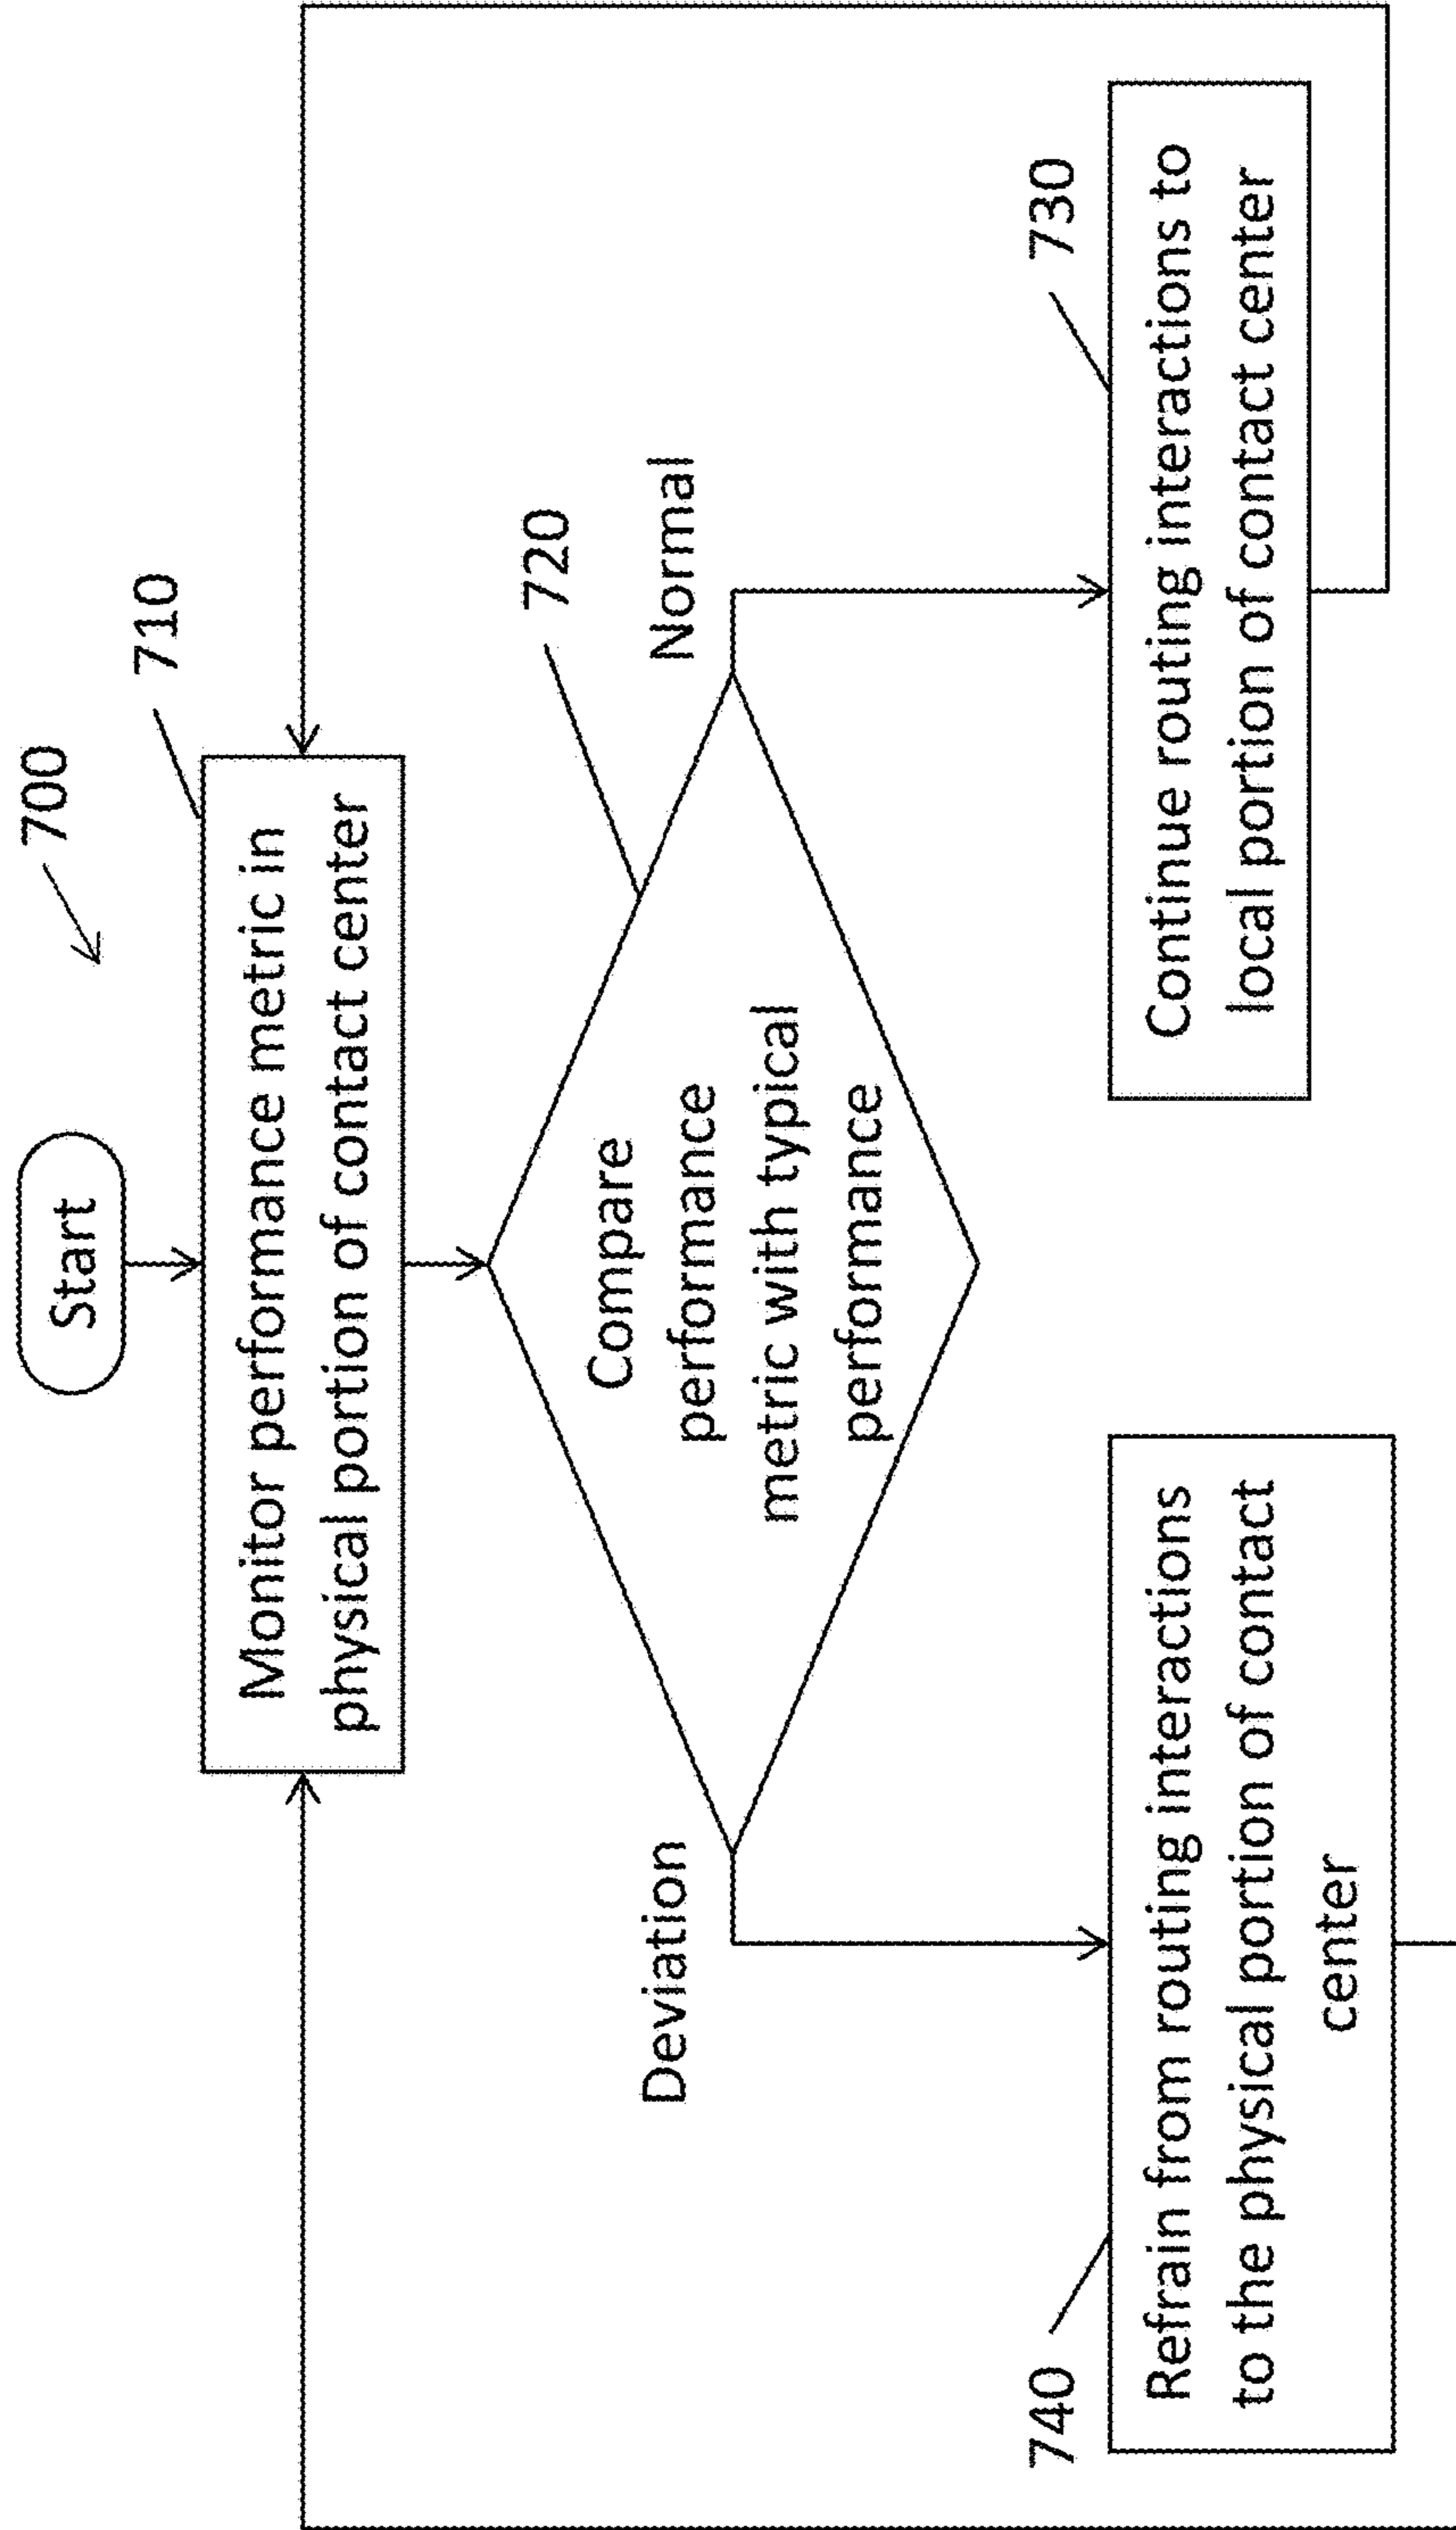 Start
700
710
Monitor performance metric in
physical portion of contact center
720
Compare
performance
metric with typical
performance
Deviation
Normal
740
Refrain from routing interactions
to the physical portion of contact
center
730
Continue routing interactions to
local portion of contact center